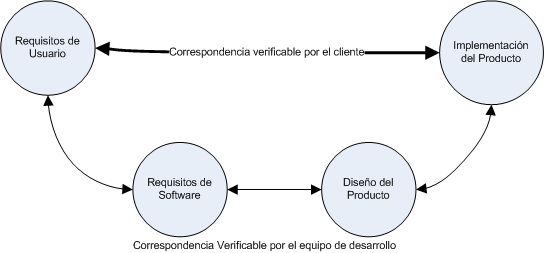 Requisitos de
Usuario
Correspondencia verificable por el cliente
Implementación
del Producto
Requisitos de
Software
Diseño del
Producto
Correspondencia Verificable por el equipo de desarrollo